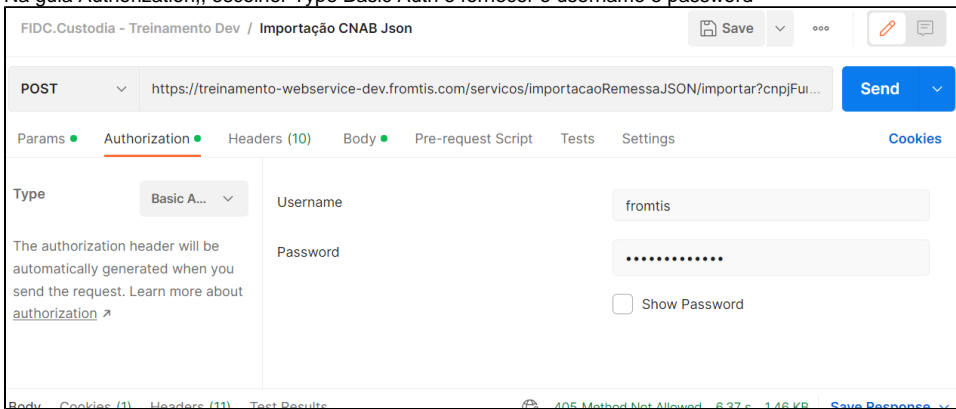 Na guia Authorization,, escolher Type Basic Auth e fornecer o username e password
FIDC.Custodia - Treinamento Dev / Importação CNAB Json
Save
POST
https://treinamento-webservice-dev.fromtis.com/servicos/importacaoRemessaJSON/importar?cnpjFu...
Send
Params Authorization Headers (10) Body Pre-request Script Tests Settings Cookies
Type
Basic A...
Username
fromtis
The authorization header will be
automatically generated when you
send the request. Learn more about
authorization ↗
Password
•••••••••••••
Show Password
Body Cookies (1) Headers (11) Test Results 405 Method Not Allowed 6.37 s 1.46 KB Save Response